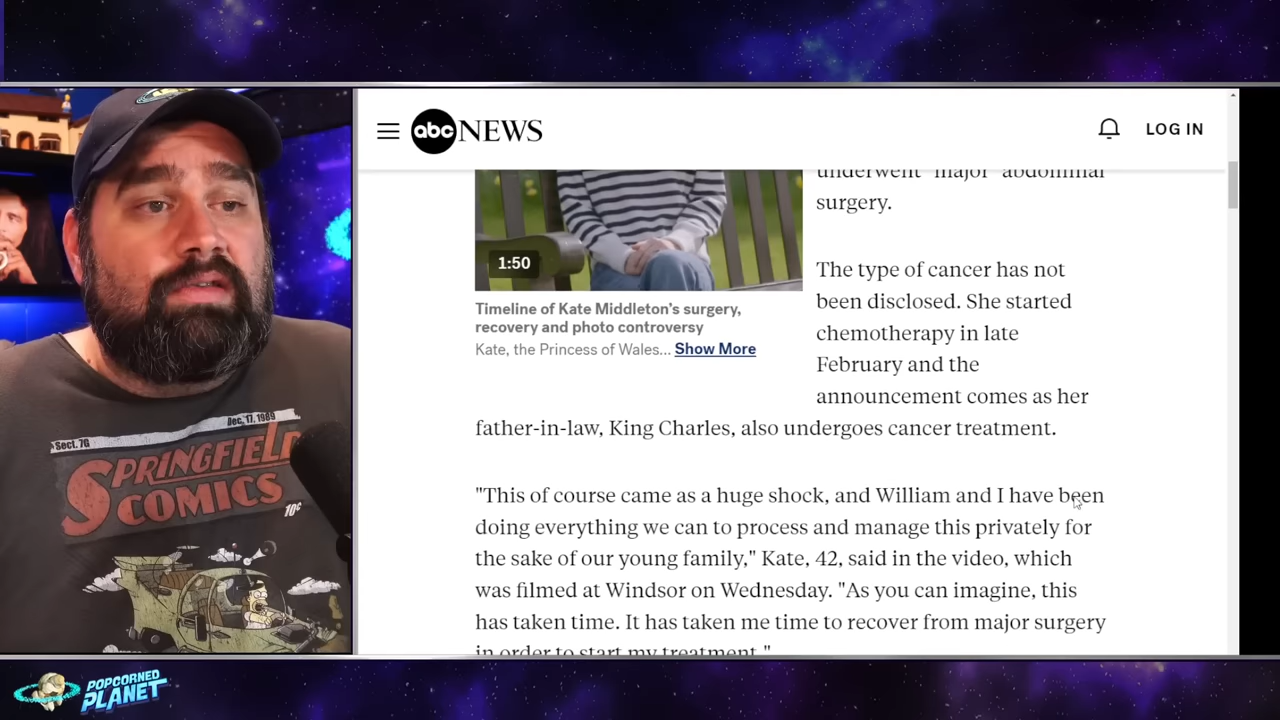 abc NEWS
LOG IN
underwent "major" abdominal
surgery.
1:50
Timeline of Kate Middleton's surgery,
recovery and photo controversy
Kate, the Princess of Wales... Show More
The type of cancer has not
been disclosed. She started
chemotherapy in late
February and the
announcement comes as her
father-in-law, King Charles, also undergoes cancer treatment.
"This of course came as a huge shock, and William and I have been
doing everything we can to process and manage this privately for
the sake of our young family," Kate, 42, said in the video, which
was filmed at Windsor on Wednesday. "As you can imagine, this
has taken time. It has taken me time to recover from major surgery
in order to start my treatment."
Sect. 7G
Dec, 17, 1989
SPRINGFIELD
COMICS
10¢
POPCORNED
PLANET